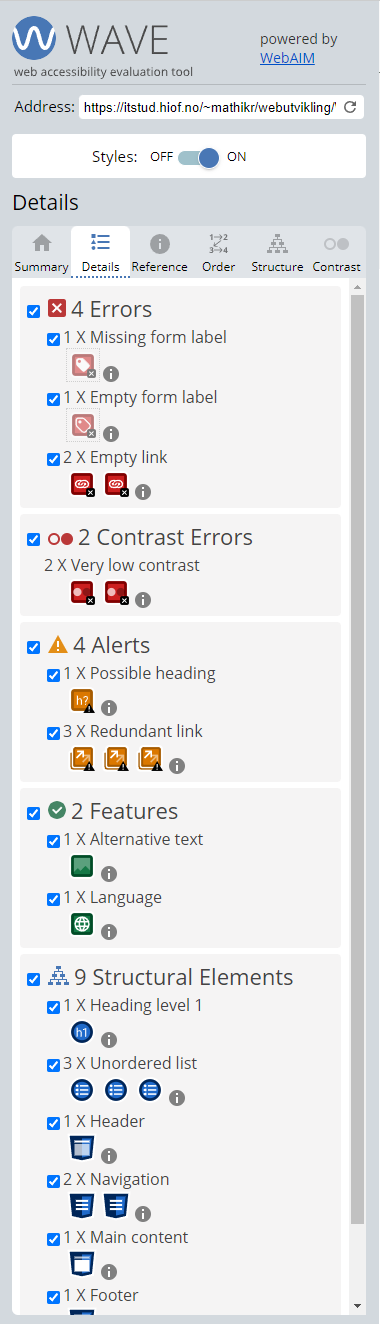 WAVE
web accessibility evaluation tool
powered by
WebAIM
Address: https://itstud.hiof.no/~mathikr/webutvikling/
Styles: OFF ON
Details
Summary Details Reference Order Structure Contrast
4 Errors
1 X Missing form label
1 X Empty form label
2 X Empty link
2 Contrast Errors
2 X Very low contrast
4 Alerts
1 X Possible heading
h?
3 X Redundant link
2 Features
1 X Alternative text
1 X Language
9 Structural Elements
1 X Heading level 1
h1
3 X Unordered list
1 X Header
2 X Navigation
1 X Main content
1 X Footer